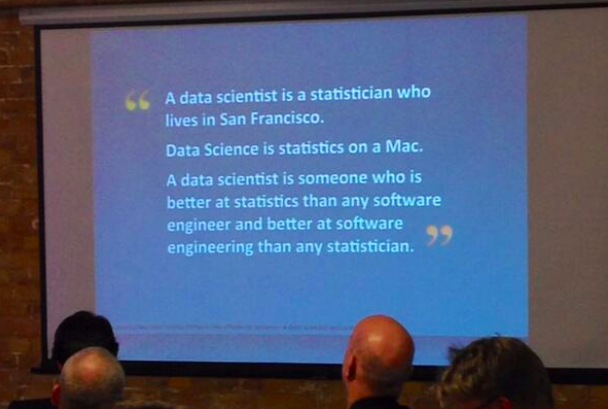 “ A data scientist is a statistician who
lives in San Francisco.
Data Science is statistics on a Mac.
A data scientist is someone who is
better at statistics than any software
engineer and better at software
engineering than any statistician. ”